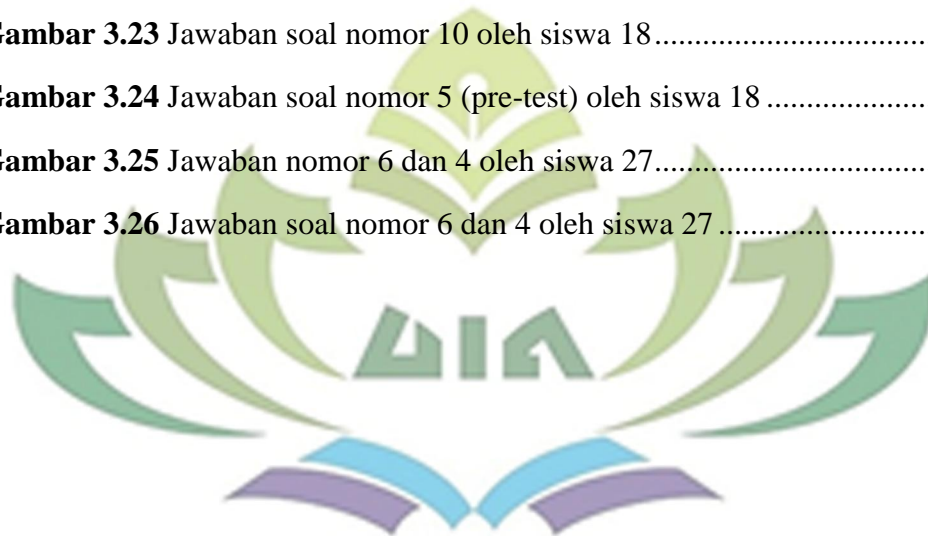 Gambar 3.23 Jawaban soal nomor 10 oleh siswa 18.................................
Gambar 3.24 Jawaban soal nomor 5 (pre-test) oleh siswa 18 ....................
Gambar 3.25 Jawaban nomor 6 dan 4 oleh siswa 27.................................
Gambar 3.26 Jawaban soal nomor 6 dan 4 oleh siswa 27 .........................
UIN